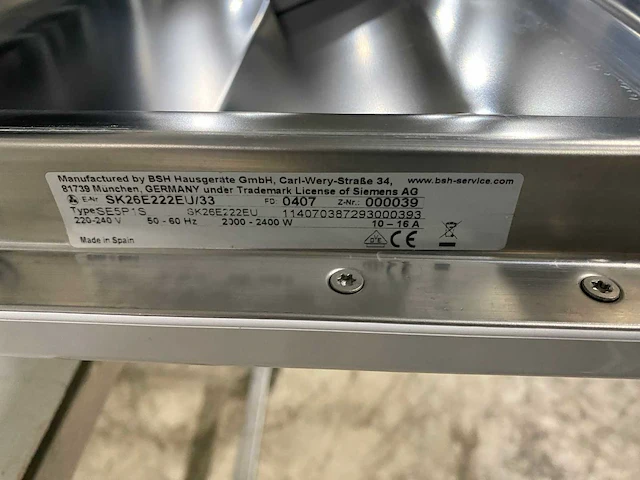 Manufactured by BSH Hausgeräte GmbH, Carl-Wery-Straße 34, www.bsh-service.com
81739 München, GERMANY under Trademark License of Siemens AG
E-Nr SK26E222EU/33 FD 0407 Z-Nr.: 000039
Type SE5P1S SK26E222EU 114070387293000393
220-240 V 50 - 60 Hz 2000 - 2400 W 10 – 16 A
Made in Spain
CE